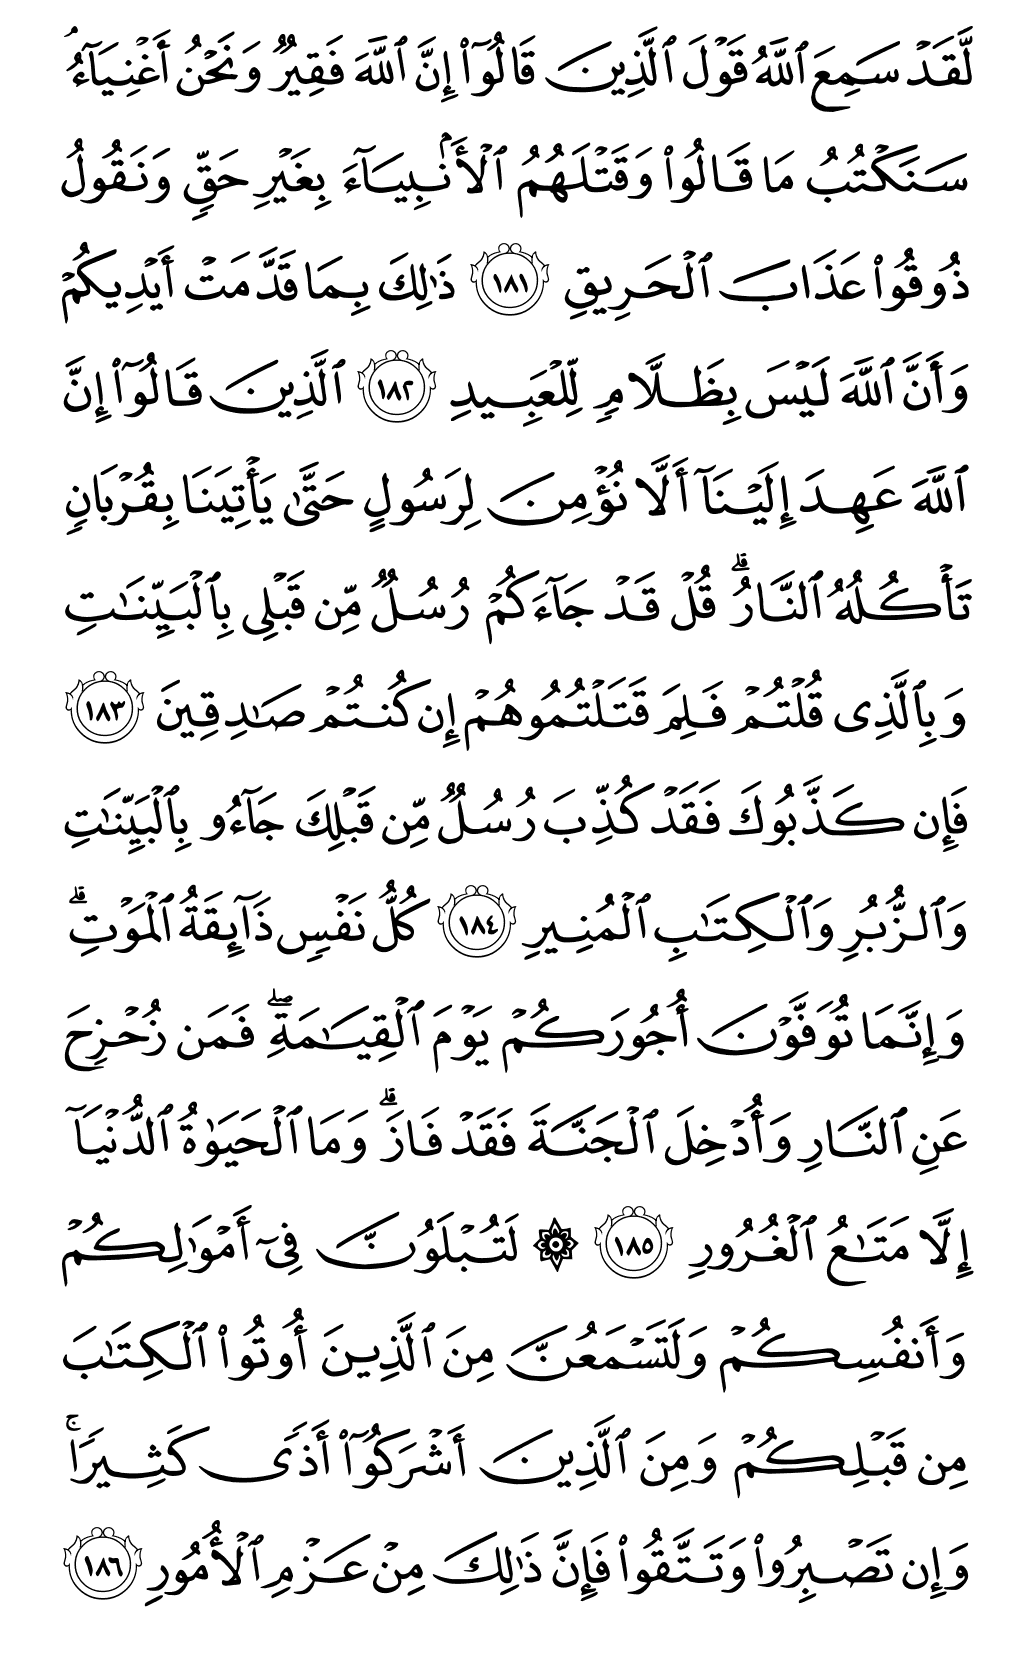 لَّقَدۡ سَمِعَ ٱللَّهُ قَوۡلَ ٱلَّذِينَ قَالُوٓاْ إِنَّ ٱللَّهَ فَقِيرٞ وَنَحۡنُ أَغۡنِيَآءُۘ
سَنَكۡتُبُ مَا قَالُواْ وَقَتۡلَهُمُ ٱلۡأَنۢبِيَآءَ بِغَيۡرِ حَقّٖ وَنَقُولُ
ذُوقُواْ عَذَابَ ٱلۡحَرِيقِ ١٨١ ذَٰلِكَ بِمَا قَدَّمَتۡ أَيۡدِيكُمۡ
وَأَنَّ ٱللَّهَ لَيۡسَ بِظَلَّامٖ لِّلۡعَبِيدِ ١٨٢ ٱلَّذِينَ قَالُوٓاْ إِنَّ
ٱللَّهَ عَهِدَ إِلَيۡنَآ أَلَّا نُؤۡمِنَ لِرَسُولٍ حَتَّىٰ يَأۡتِيَنَا بِقُرۡبَانٖ
تَأۡكُلُهُ ٱلنَّارُۗ قُلۡ قَدۡ جَآءَكُمۡ رُسُلٞ مِّن قَبۡلِي بِٱلۡبَيِّنَٰتِ
وَبِٱلَّذِي قُلۡتُمۡ فَلِمَ قَتَلۡتُمُوهُمۡ إِن كُنتُمۡ صَٰدِقِينَ ١٨٣
فَإِن كَذَّبُوكَ فَقَدۡ كُذِّبَ رُسُلٞ مِّن قَبۡلِكَ جَآءُو بِٱلۡبَيِّنَٰتِ
وَٱلزُّبُرِ وَٱلۡكِتَٰبِ ٱلۡمُنِيرِ ١٨٤ كُلُّ نَفۡسٖ ذَآئِقَةُ ٱلۡمَوۡتِۗ
وَإِنَّمَا تُوَفَّوۡنَ أُجُورَكُمۡ يَوۡمَ ٱلۡقِيَٰمَةِۖ فَمَن زُحۡزِحَ
عَنِ ٱلنَّارِ وَأُدۡخِلَ ٱلۡجَنَّةَ فَقَدۡ فَازَۗ وَمَا ٱلۡحَيَوٰةُ ٱلدُّنۡيَآ
إِلَّا مَتَٰعُ ٱلۡغُرُورِ ١٨٥ ۞ لَتُبۡلَوُنَّ فِيٓ أَمۡوَٰلِكُمۡ
وَأَنفُسِكُمۡ وَلَتَسۡمَعُنَّ مِنَ ٱلَّذِينَ أُوتُواْ ٱلۡكِتَٰبَ
مِن قَبۡلِكُمۡ وَمِنَ ٱلَّذِينَ أَشۡرَكُوٓاْ أَذٗى كَثِيرٗاۚ
وَإِن تَصۡبِرُواْ وَتَتَّقُواْ فَإِنَّ ذَٰلِكَ مِنۡ عَزۡمِ ٱلۡأُمُورِ ١٨٦